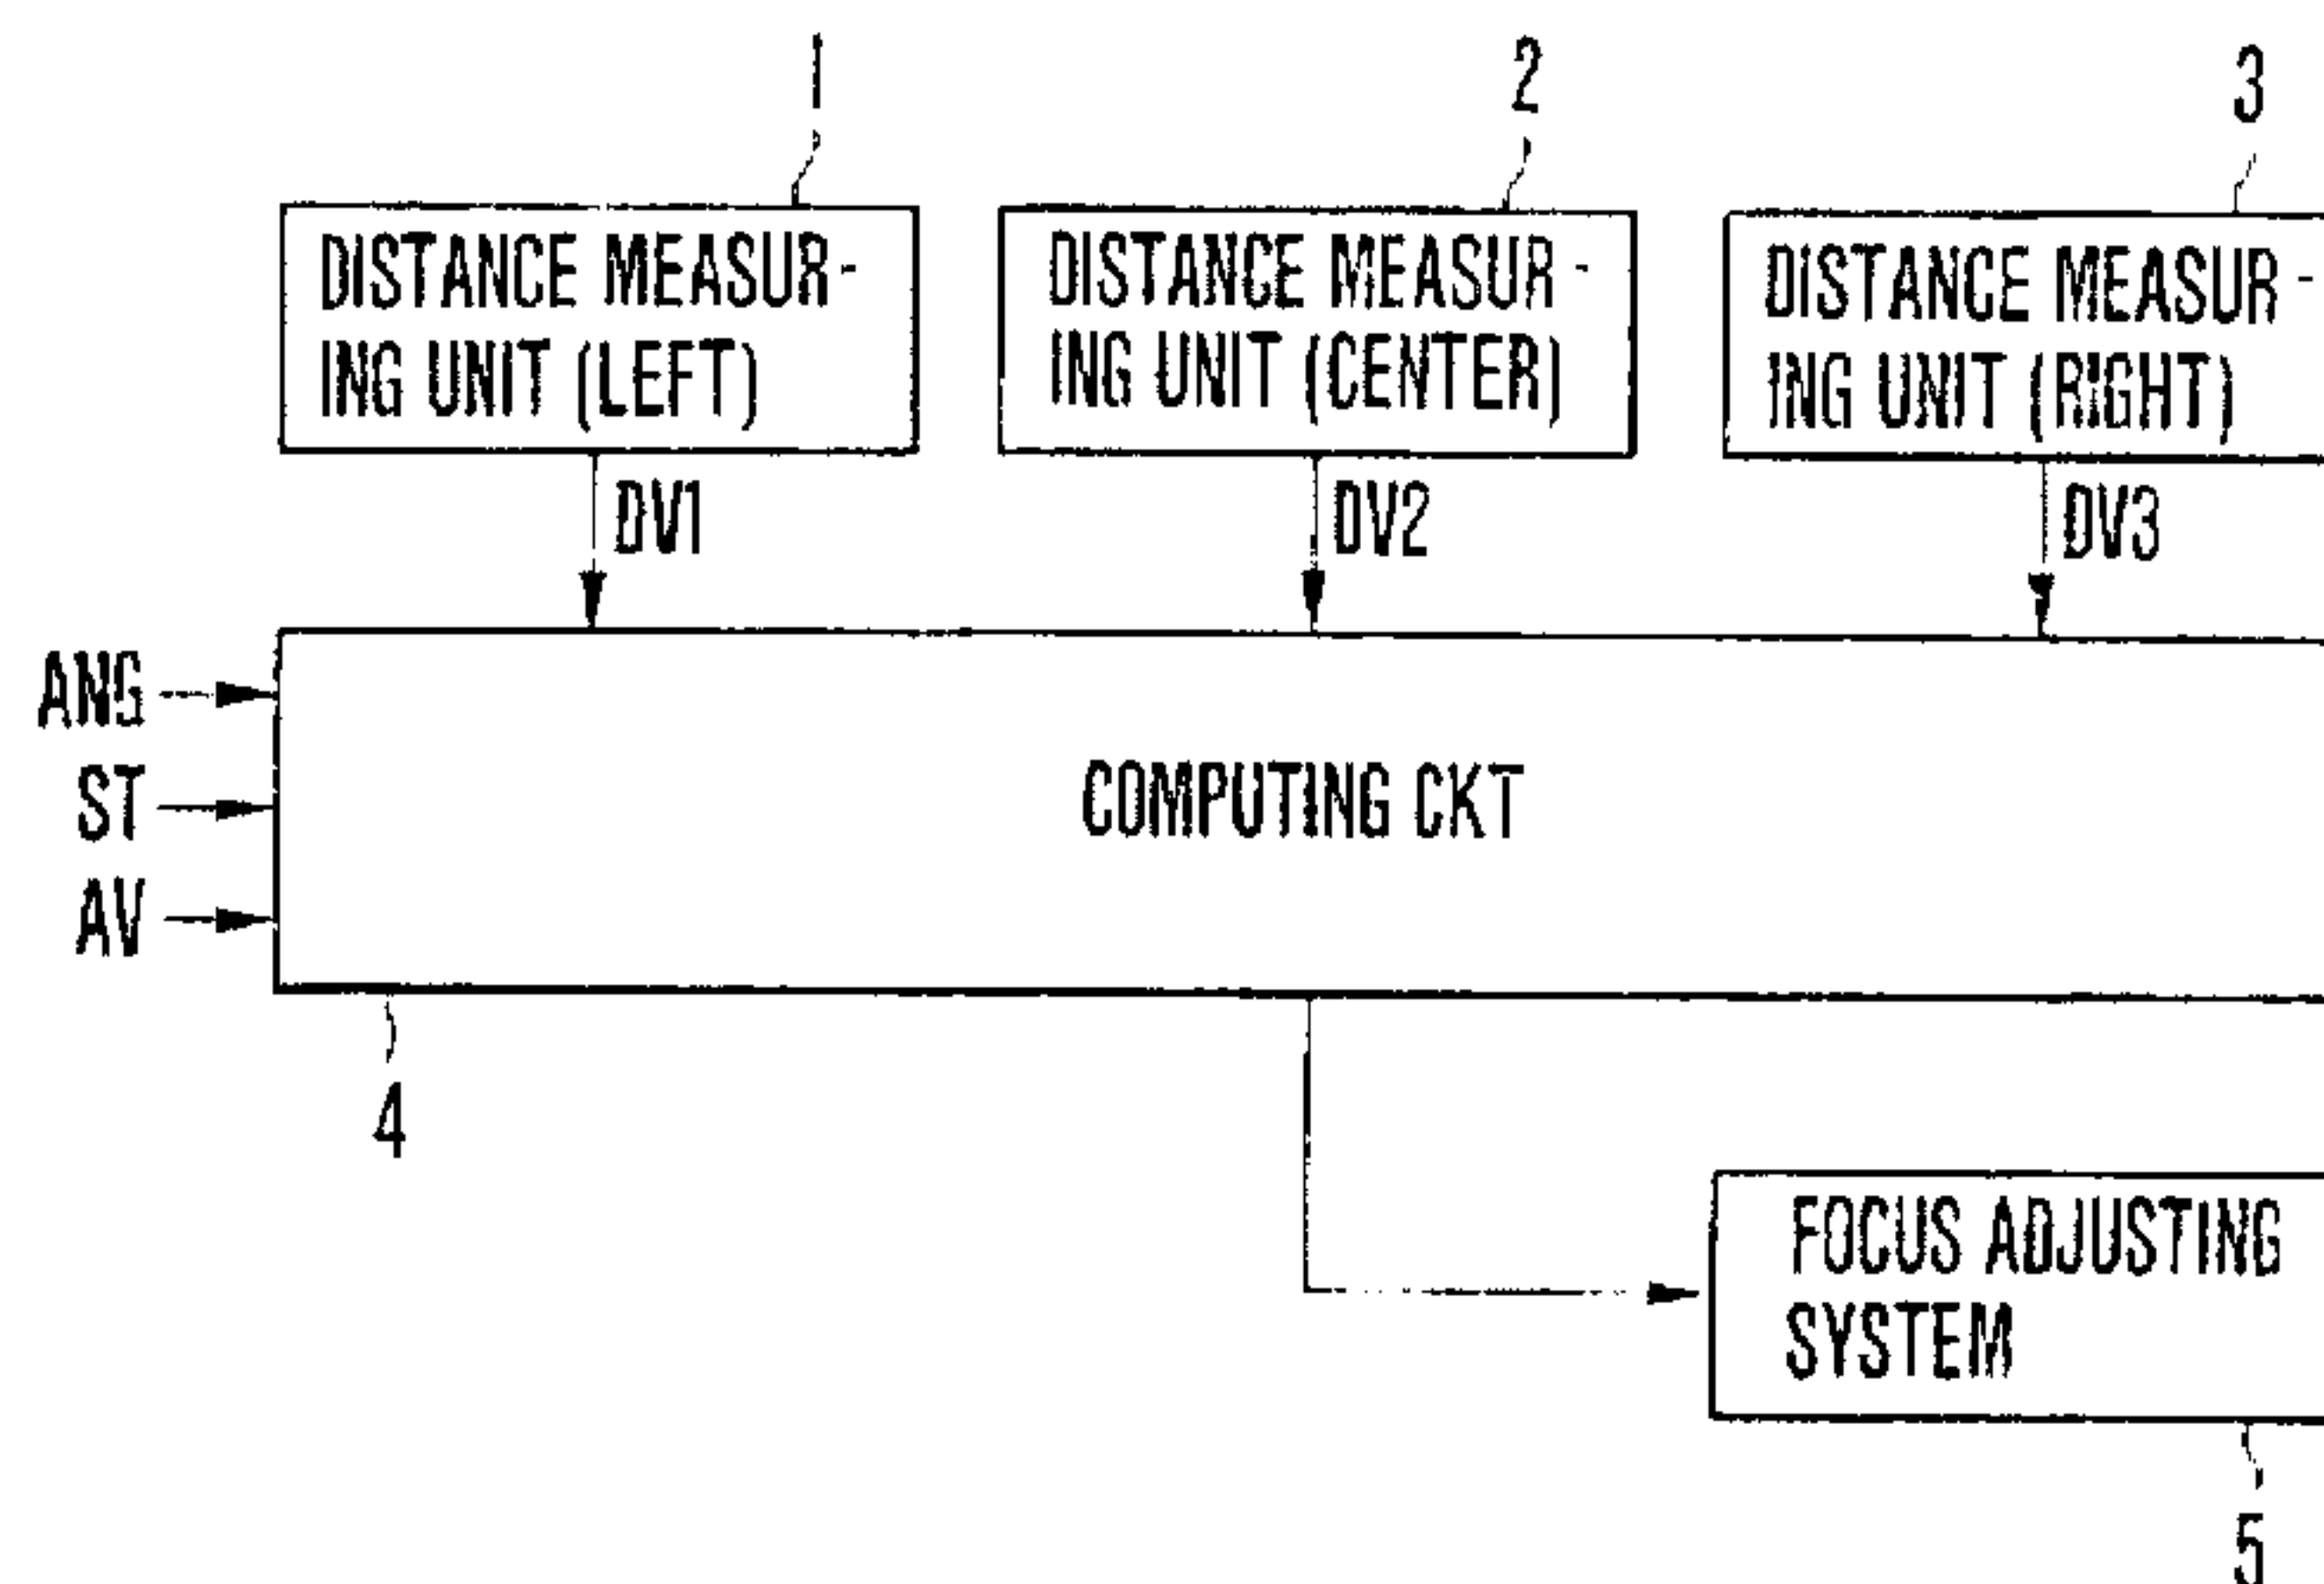 1
2
3
DISTANCE MEASUR-
ING UNIT (LEFT)
DISTANCE MEASUR-
ING UNIT (CENTER)
DISTANCE MEASUR-
ING UNIT (RIGHT)
DV1
DV2
DV3
ANG
ST
AV
COMPUTING CKT
4
FOCUS ADJUSTING
SYSTEM
5